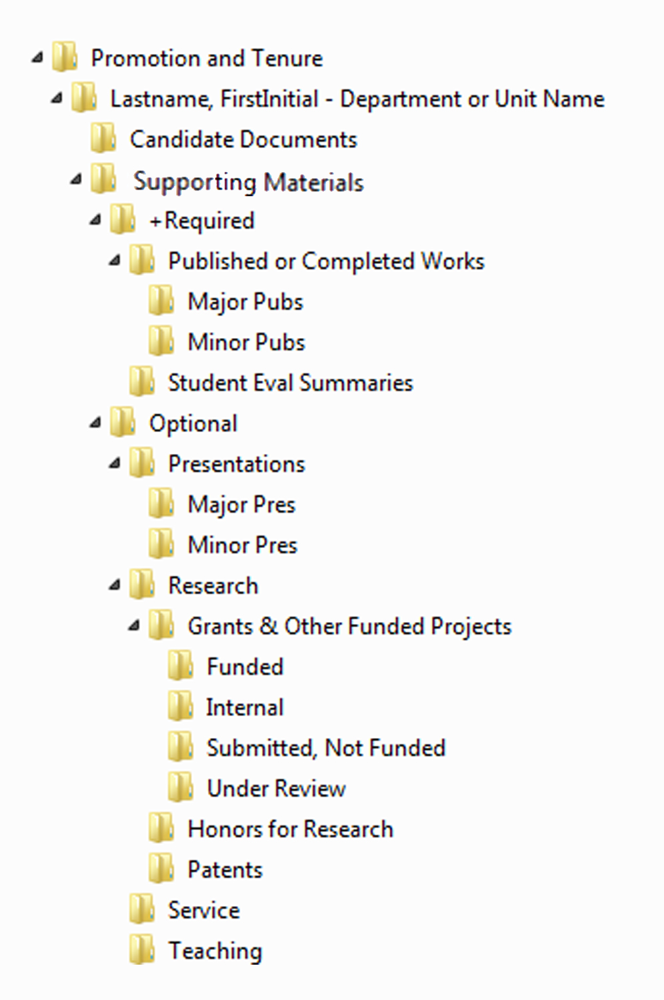 Promotion and Tenure
Lastname, FirstInitial - Department or Unit Name
Candidate Documents
Supporting Materials
+Required
Published or Completed Works
Major Pubs
Minor Pubs
Student Eval Summaries
Optional
Presentations
Major Pres
Minor Pres
Research
Grants & Other Funded Projects
Funded
Internal
Submitted, Not Funded
Under Review
Honors for Research
Patents
Service
Teaching